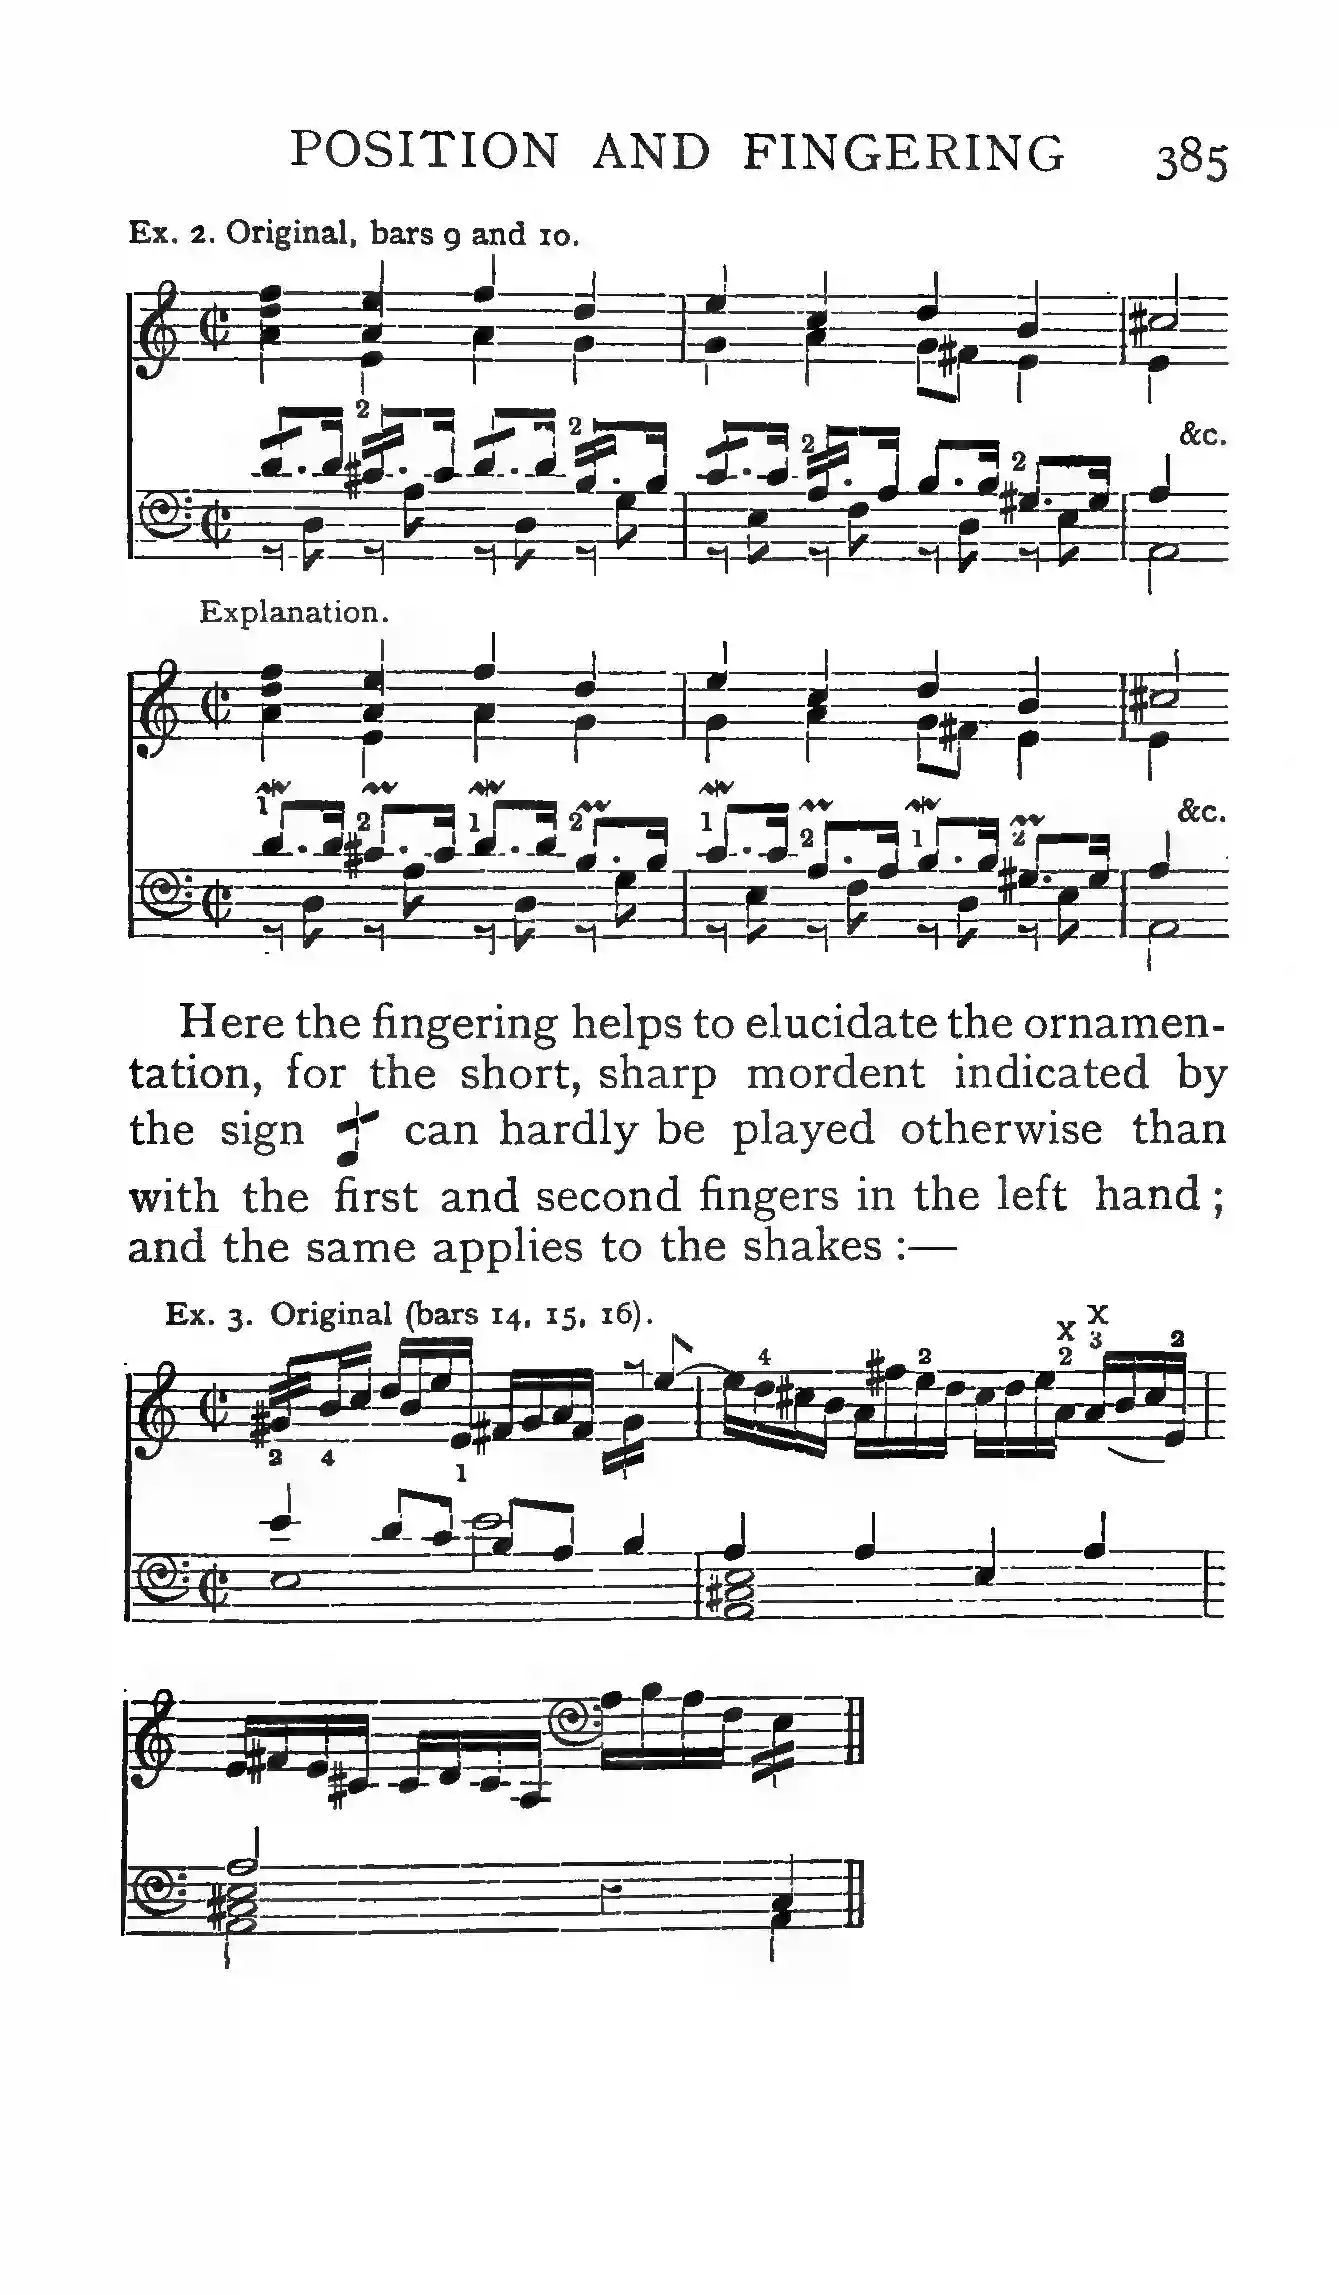 POSITION AND FINGERING 385
Ex. 2. Original, bars 9 and 10.
2 2 2 2 &c.
Explanation.
1 2 1 2 1 2 1 2 &c.
Here the fingering helps to elucidate the ornamen-
tation, for the short, sharp mordent indicated by
the sign can hardly be played otherwise than
with the first and second fingers in the left hand ;
and the same applies to the shakes :—
Ex. 3. Original (bars 14, 15, 16).
X X
4 2 2 3 2
2 4 1